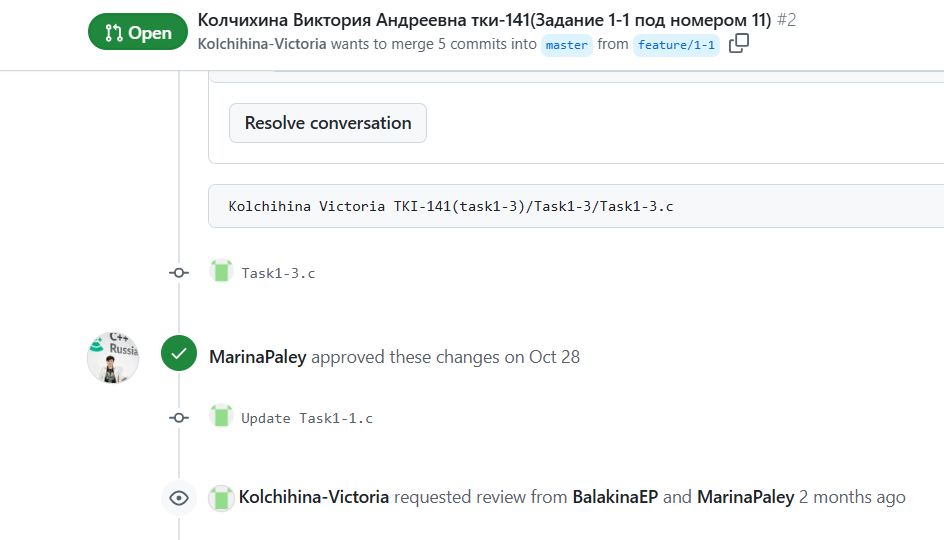 Open
Колчихина Виктория Андреевна тки-141(Задание 1-1 под номером 11) #2
Kolchihina-Victoria wants to merge 5 commits into master from feature/1-1
Resolve conversation
Kolchihina Victoria TKI-141(task1-3)/Task1-3/Task1-3.c
Task1-3.c
C++
Russia
MarinaPaley approved these changes on Oct 28
Update Task1-1.c
Kolchihina-Victoria requested review from BalakinaEP and MarinaPaley 2 months ago